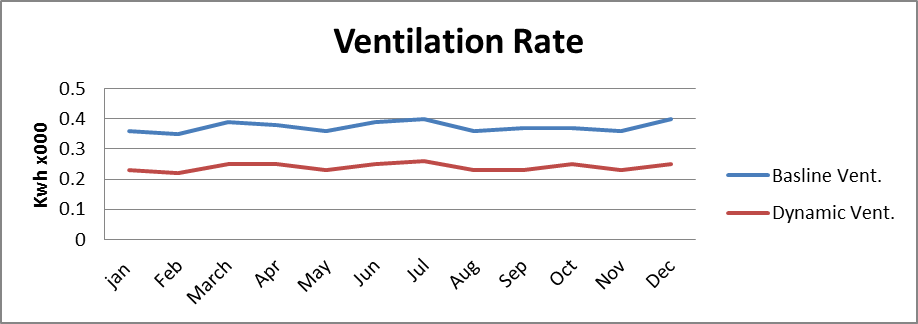 Ventilation Rate
0.5
0.4
0.3
0.2
0.1
0
Kwh x000
jan
Feb
March
Apr
May
Jun
Jul
Aug
Sep
Oct
Nov
Dec
Basline Vent.
Dynamic Vent.